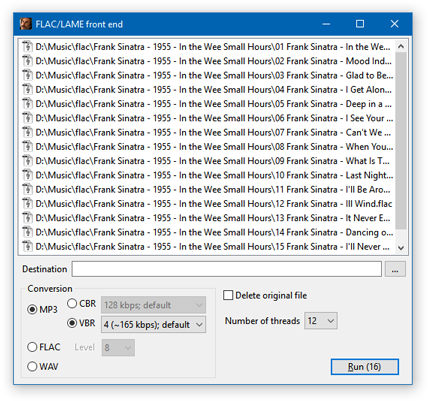 FLAC/LAME front end
D:\Music\flac\Frank Sinatra - 1955 - In the Wee Small Hours\01 Frank Sinatra - In the We...
D:\Music\flac\Frank Sinatra - 1955 - In the Wee Small Hours\02 Frank Sinatra - Mood Ind...
D:\Music\flac\Frank Sinatra - 1955 - In the Wee Small Hours\03 Frank Sinatra - Glad to Be...
D:\Music\flac\Frank Sinatra - 1955 - In the Wee Small Hours\04 Frank Sinatra - I Get Alon...
D:\Music\flac\Frank Sinatra - 1955 - In the Wee Small Hours\05 Frank Sinatra - Deep in a ...
D:\Music\flac\Frank Sinatra - 1955 - In the Wee Small Hours\06 Frank Sinatra - I See Your ...
D:\Music\flac\Frank Sinatra - 1955 - In the Wee Small Hours\07 Frank Sinatra - Can't We ...
D:\Music\flac\Frank Sinatra - 1955 - In the Wee Small Hours\08 Frank Sinatra - When You...
D:\Music\flac\Frank Sinatra - 1955 - In the Wee Small Hours\09 Frank Sinatra - What Is T...
D:\Music\flac\Frank Sinatra - 1955 - In the Wee Small Hours\10 Frank Sinatra - Last Night...
D:\Music\flac\Frank Sinatra - 1955 - In the Wee Small Hours\11 Frank Sinatra - I'll Be Aro...
D:\Music\flac\Frank Sinatra - 1955 - In the Wee Small Hours\12 Frank Sinatra - Ill Wind.flac
D:\Music\flac\Frank Sinatra - 1955 - In the Wee Small Hours\13 Frank Sinatra - It Never E...
D:\Music\flac\Frank Sinatra - 1955 - In the Wee Small Hours\14 Frank Sinatra - Dancing o...
D:\Music\flac\Frank Sinatra - 1955 - In the Wee Small Hours\15 Frank Sinatra - I'll Never ...
Destination ...
Conversion
MP3 CBR 128 kbps; default
VBR 4 (~165 kbps); default
FLAC Level 8
WAV
Delete original file
Number of threads 12
Run (16)